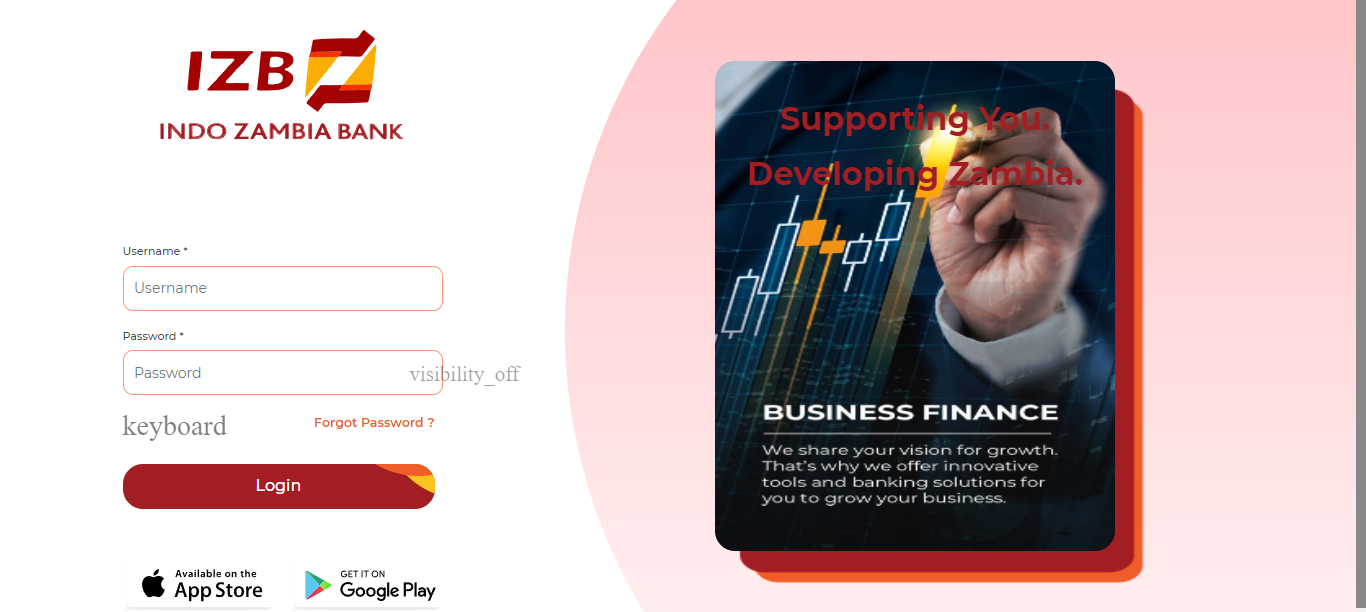 IZB
INDO ZAMBIA BANK
Username *
Username
Password *
Password
visibility_off
keyboard
Forgot Password ?
Login
Available on the
App Store
GET IT ON
Google Play
Supporting You.
Developing Zambia.
BUSINESS FINANCE
We share your vision for growth.
That's why we offer innovative
tools and banking solutions for
you to grow your business.